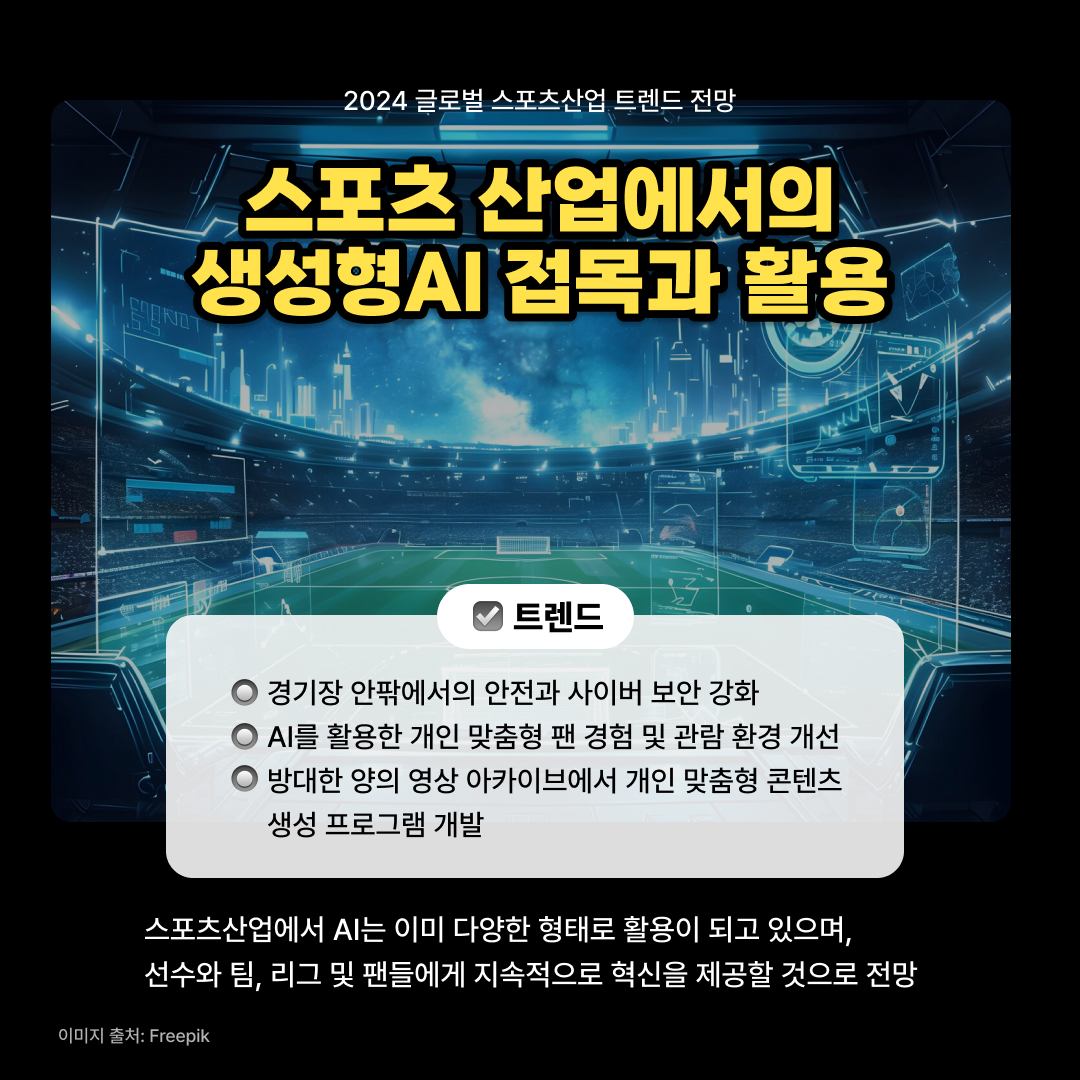 2024 글로벌 스포츠산업 트렌드 전망
스포츠 산업에서의
생성형AI 접목과 활용
트렌드
경기장 안팎에서의 안전과 사이버 보안 강화
AI를 활용한 개인 맞춤형 팬 경험 및 관람 환경 개선
방대한 양의 영상 아카이브에서 개인 맞춤형 콘텐츠
생성 프로그램 개발
스포츠산업에서 AI는 이미 다양한 형태로 활용이 되고 있으며,
선수와 팀, 리그 및 팬들에게 지속적으로 혁신을 제공할 것으로 전망
이미지 출처: Freepik